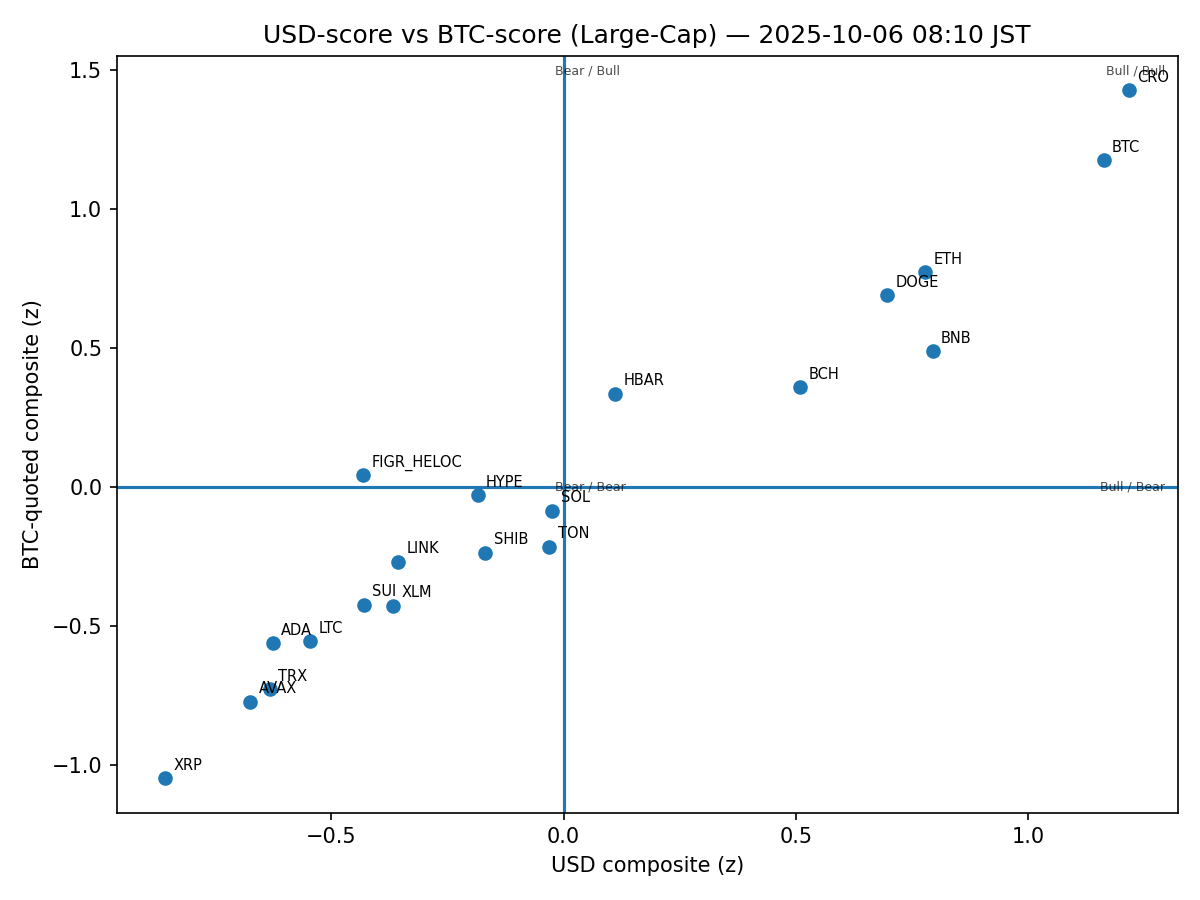 USD-score vs BTC-score (Large-Cap) — 2025-10-06 08:10 JST
1.5
Bear / Bull
Bull / Bull
CRO
BTC
1.0
ETH
DOGE
0.5
BNB
BCH
HBAR
FIGR_HELOC
HYPE
0.0
Bear / Bear
Bull / Bear
SOL
TON
SHIB
LINK
SUI
XLM
−0.5
ADA
LTC
TRX
AVAX
XRP
−1.0
BTC-quoted composite (z)
−0.5
0.0
0.5
1.0
USD composite (z)